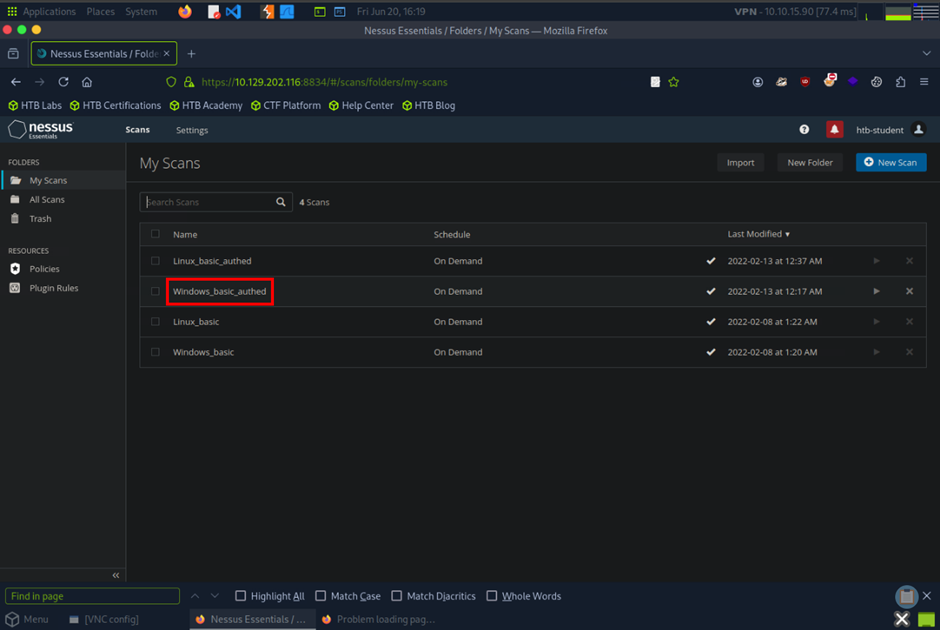 Applications Places System Fri Jun 20, 16:19 VPN - 10.10.15.90 [77.4 ms]
Nessus Essentials / Folders / My Scans — Mozilla Firefox
Nessus Essentials / Folde
https://10.129.202.116:8834/#/scans/folders/my-scans
HTB Labs HTB Certifications HTB Academy CTF Platform Help Center HTB Blog
nessus Essentials Scans Settings htb-student
FOLDERS
My Scans
All Scans
Trash
RESOURCES
Policies
Plugin Rules
My Scans Import New Folder New Scan
Search Scans 4 Scans
Name Schedule Last Modified
Linux_basic_authed On Demand 2022-02-13 at 12:37 AM
Windows_basic_authed On Demand 2022-02-13 at 12:17 AM
Linux_basic On Demand 2022-02-08 at 1:22 AM
Windows_basic On Demand 2022-02-08 at 1:20 AM
Find in page Highlight All Match Case Match Diacritics Whole Words
Menu [VNC config] Nessus Essentials / ... Problem loading pag...